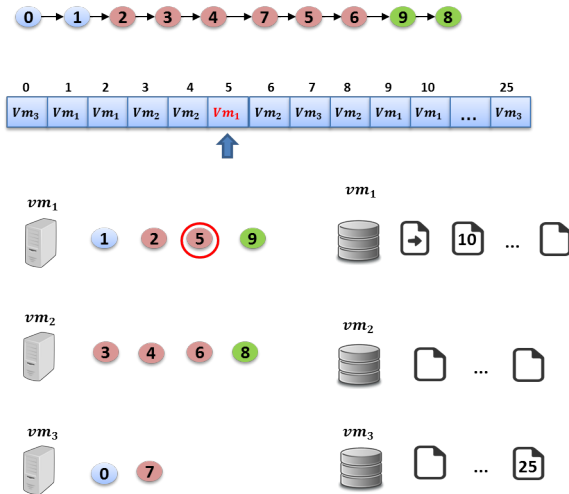 0 1 2 3 4 7 5 6 9 8
0 1 2 3 4 5 6 7 8 9 10 25
Vm₃ Vm₁ Vm₁ Vm₂ Vm₂ Vm₁ Vm₂ Vm₃ Vm₂ Vm₁ Vm₁ ... Vm₃
vm₁ vm₁
1 2 5 9 10 ...
vm₂ vm₂
3 4 6 8 ...
vm₃ vm₃
0 7 ... 25